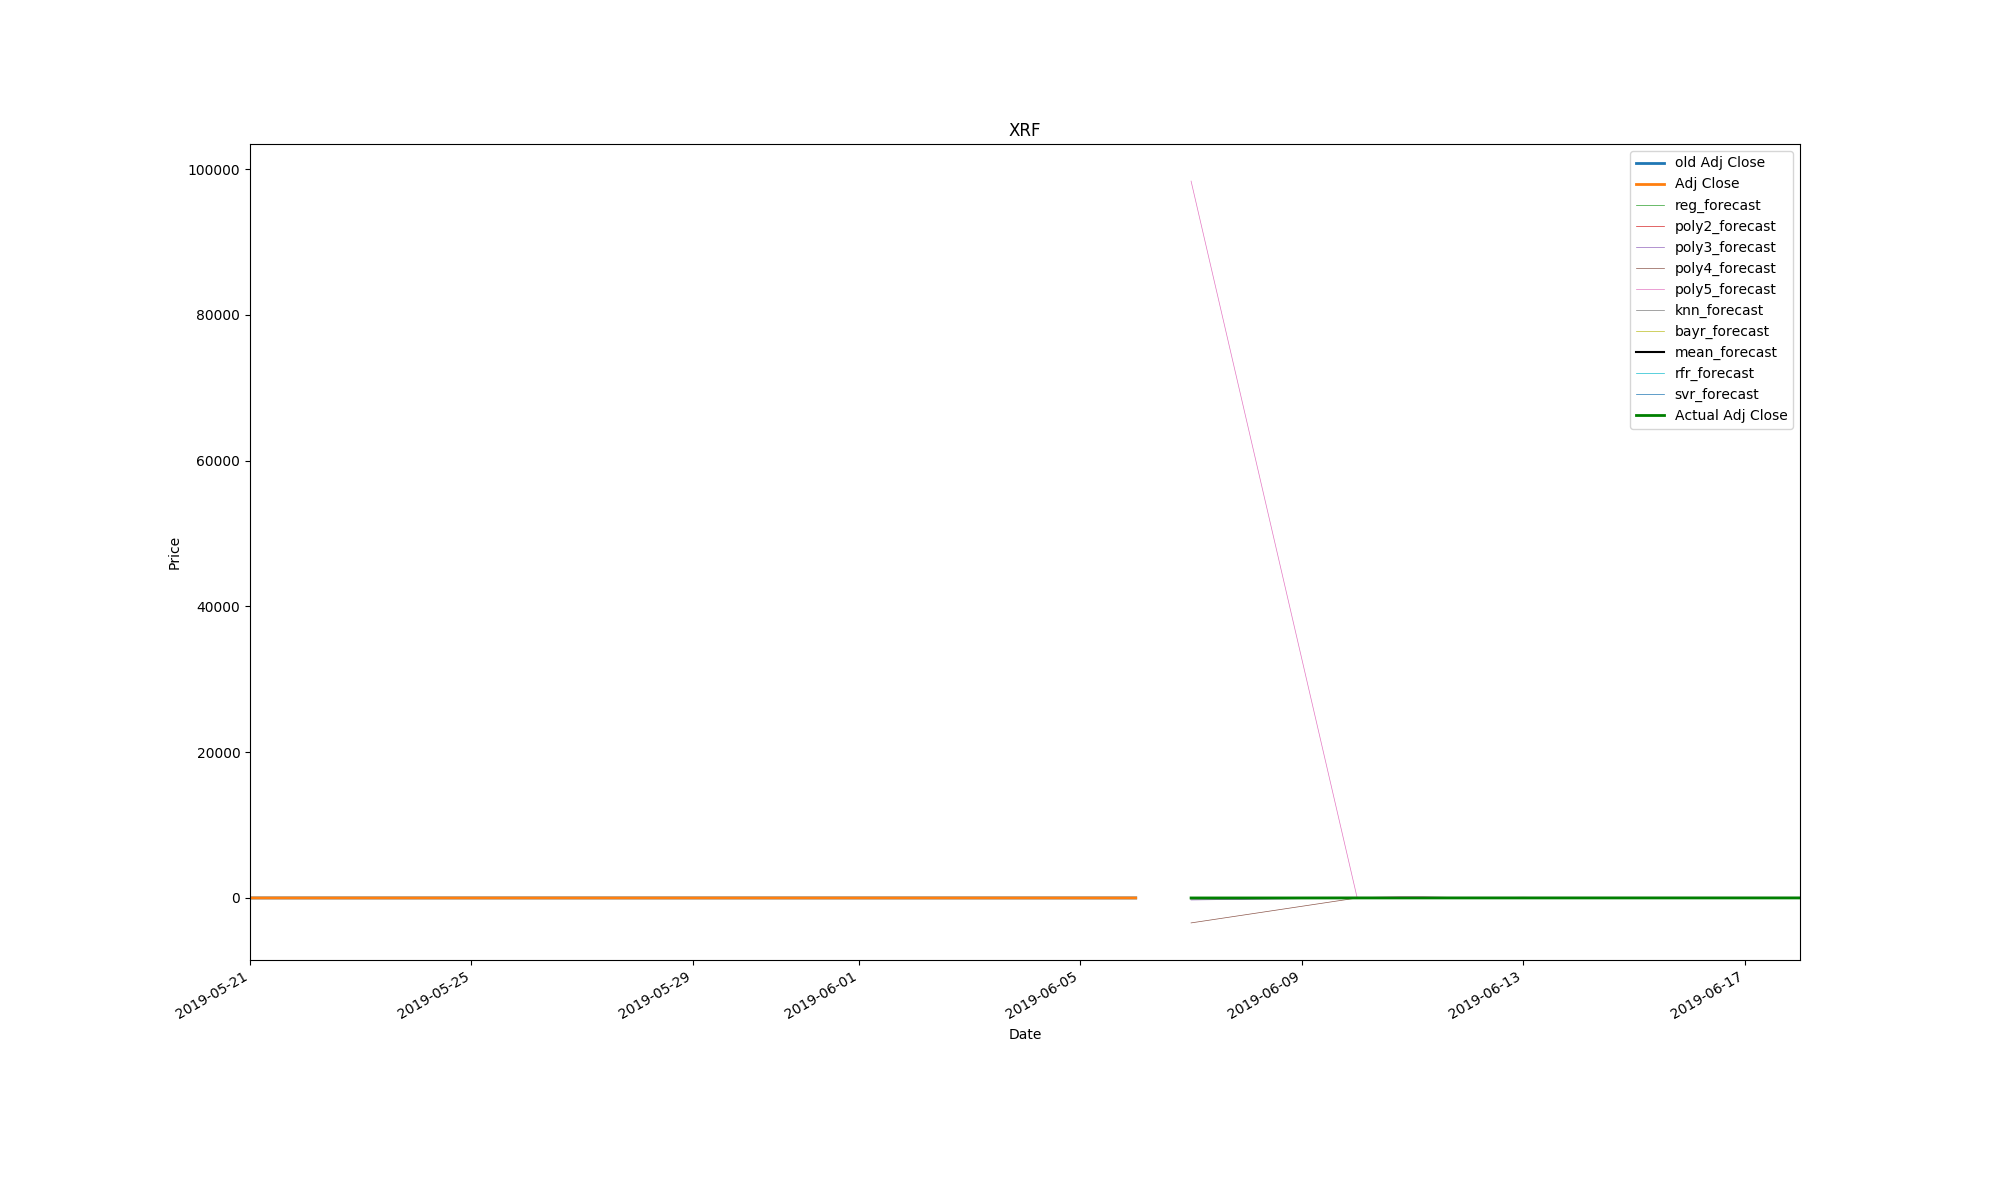 XRF
100000
80000
60000
40000
20000
0
Price
2019-05-21
2019-05-25
2019-05-29
2019-06-01
2019-06-05
2019-06-09
2019-06-13
2019-06-17
Date
old Adj Close
Adj Close
reg_forecast
poly2_forecast
poly3_forecast
poly4_forecast
poly5_forecast
knn_forecast
bayr_forecast
mean_forecast
rfr_forecast
svr_forecast
Actual Adj Close